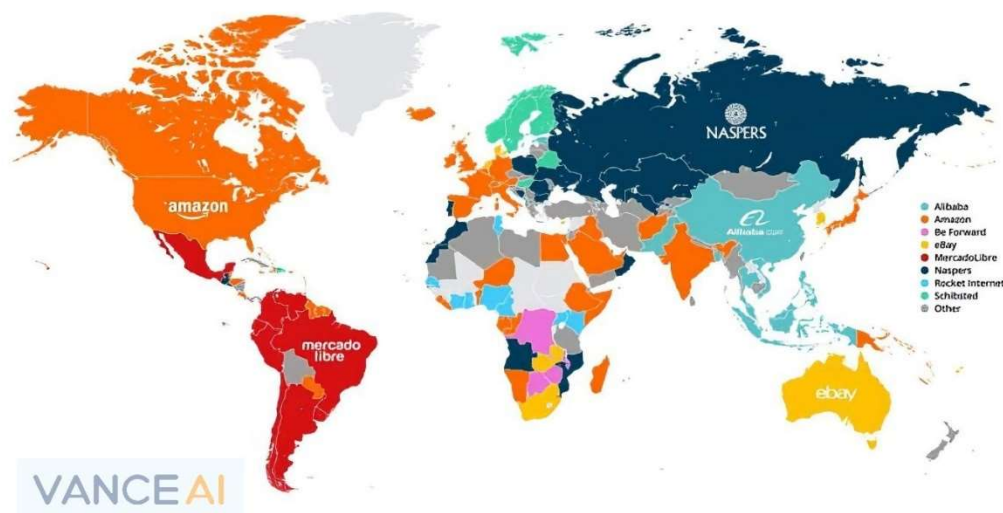 amazon
NASPERS
Alibaba.com
mercado
libre
ebay
Alibaba
Amazon
Be Forward
eBay
MercadoLibre
Naspers
Rocket Internet
Schibsted
Other
VANCE AI